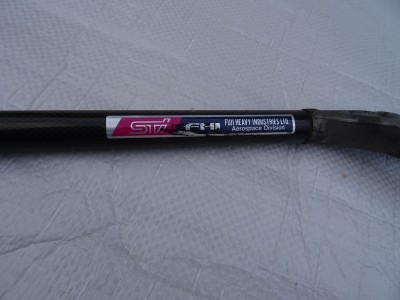 STi FHI FUJI HEAVY INDUSTRIES LTD.
Aerospace Division